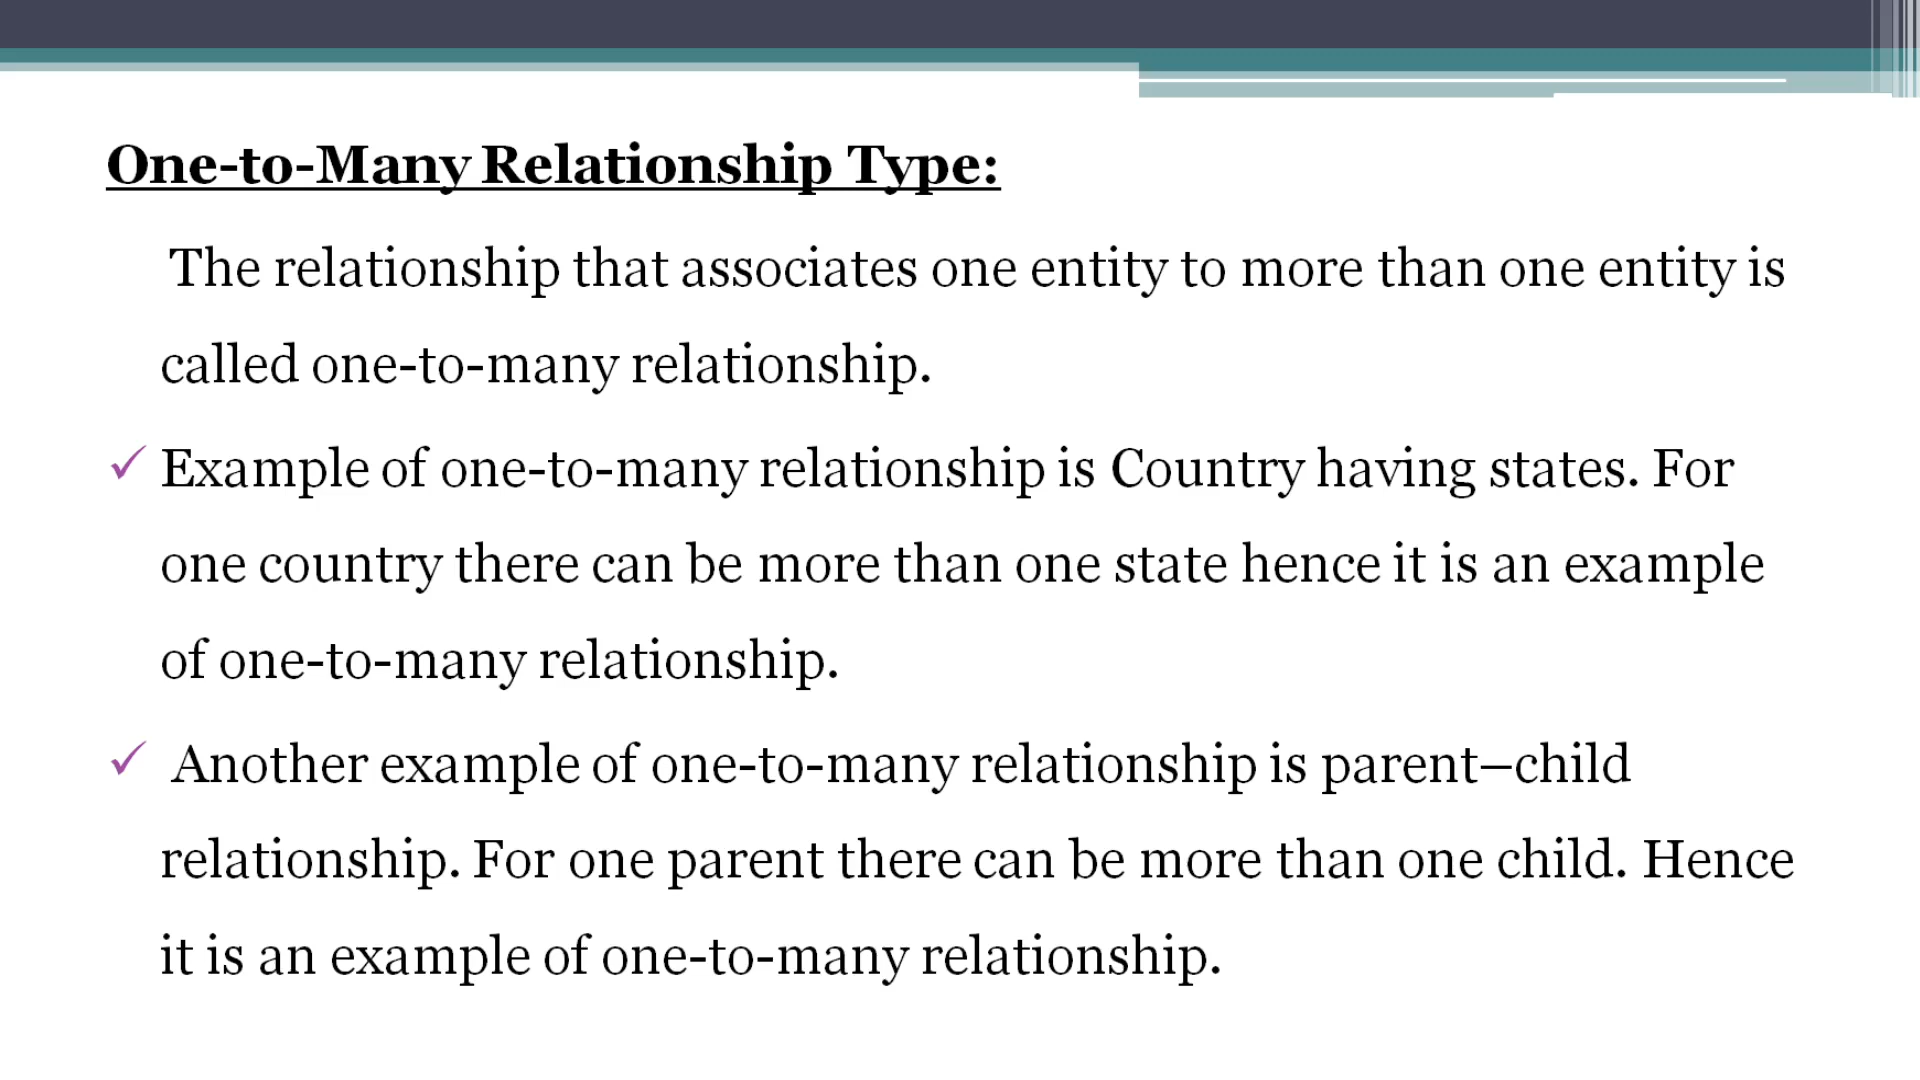 One-to-Many Relationship Type:
The relationship that associates one entity to more than one entity is
called one-to-many relationship.
✓ Example of one-to-many relationship is Country having states. For
one country there can be more than one state hence it is an example
of one-to-many relationship.
✓ Another example of one-to-many relationship is parent–child
relationship. For one parent there can be more than one child. Hence
it is an example of one-to-many relationship.